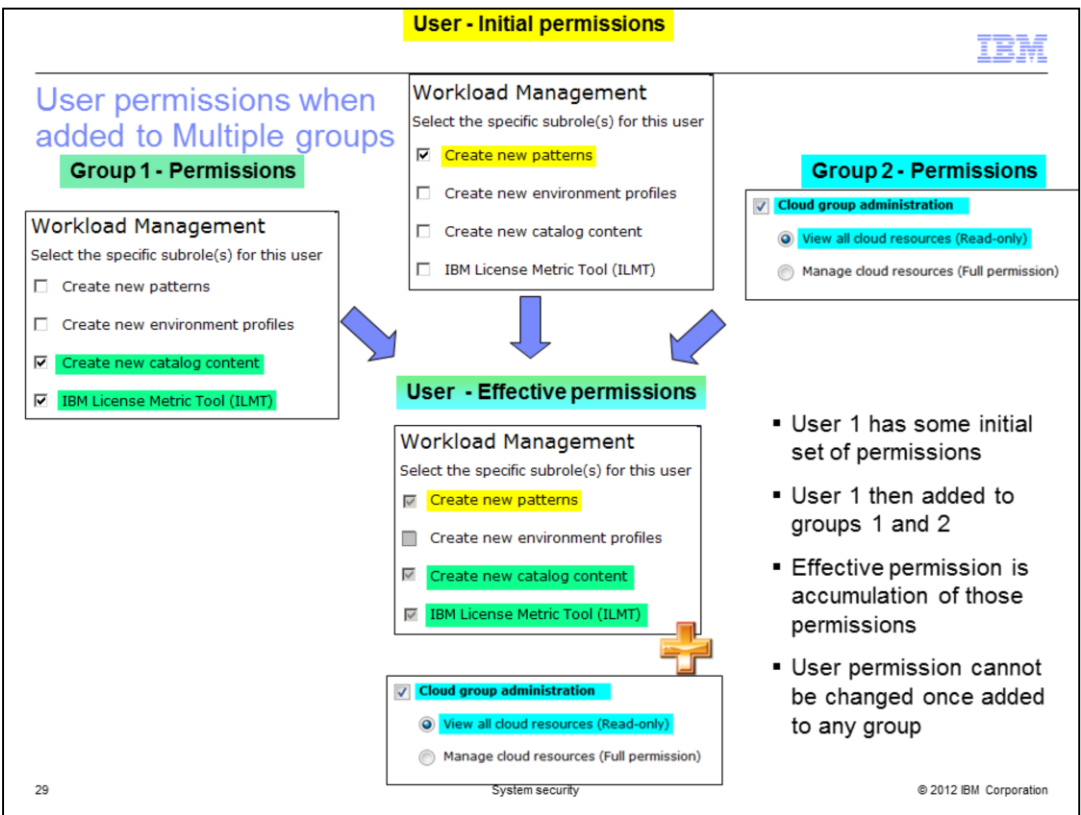 User - Initial permissions
IBM
User permissions when
added to Multiple groups
Group 1 - Permissions
Workload Management
Select the specific subrole(s) for this user
Create new patterns
Create new environment profiles
Create new catalog content
IBM License Metric Tool (ILMT)
Workload Management
Select the specific subrole(s) for this user
Create new patterns
Create new environment profiles
Create new catalog content
IBM License Metric Tool (ILMT)
Group 2 - Permissions
Cloud group administration
View all cloud resources (Read-only)
Manage cloud resources (Full permission)
User - Effective permissions
Workload Management
Select the specific subrole(s) for this user
Create new patterns
Create new environment profiles
Create new catalog content
IBM License Metric Tool (ILMT)
Cloud group administration
View all cloud resources (Read-only)
Manage cloud resources (Full permission)
▪ User 1 has some initial
set of permissions
▪ User 1 then added to
groups 1 and 2
▪ Effective permission is
accumulation of those
permissions
▪ User permission cannot
be changed once added
to any group
29
System security
© 2012 IBM Corporation